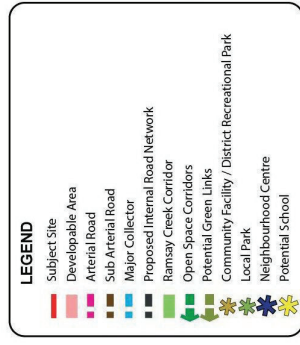 LEGEND
Subject Site
Developable Area
Arterial Road
Sub Arterial Road
Major Collector
Proposed Internal Road Network
Ramsay Creek Corridor
Open Space Corridors
Potential Green Links
Community Facility / District Recreational Park
Local Park
Neighbourhood Centre
Potential School